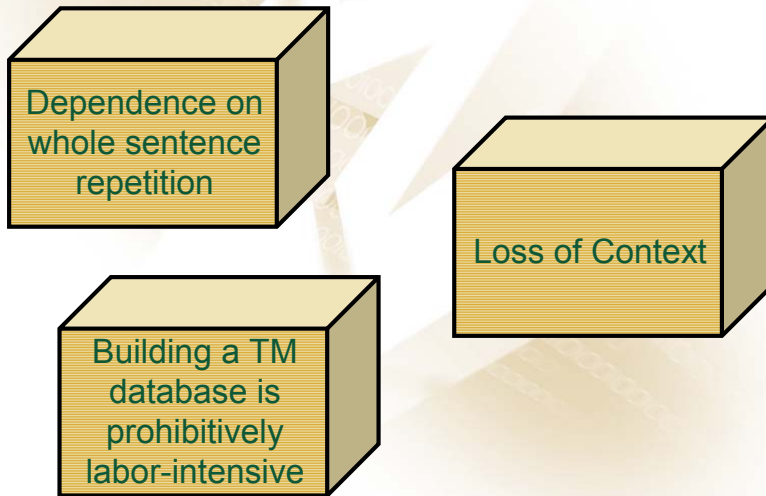 Dependence on
whole sentence
repetition
Loss of Context
Building a TM
database is
prohibitively
labor-intensive